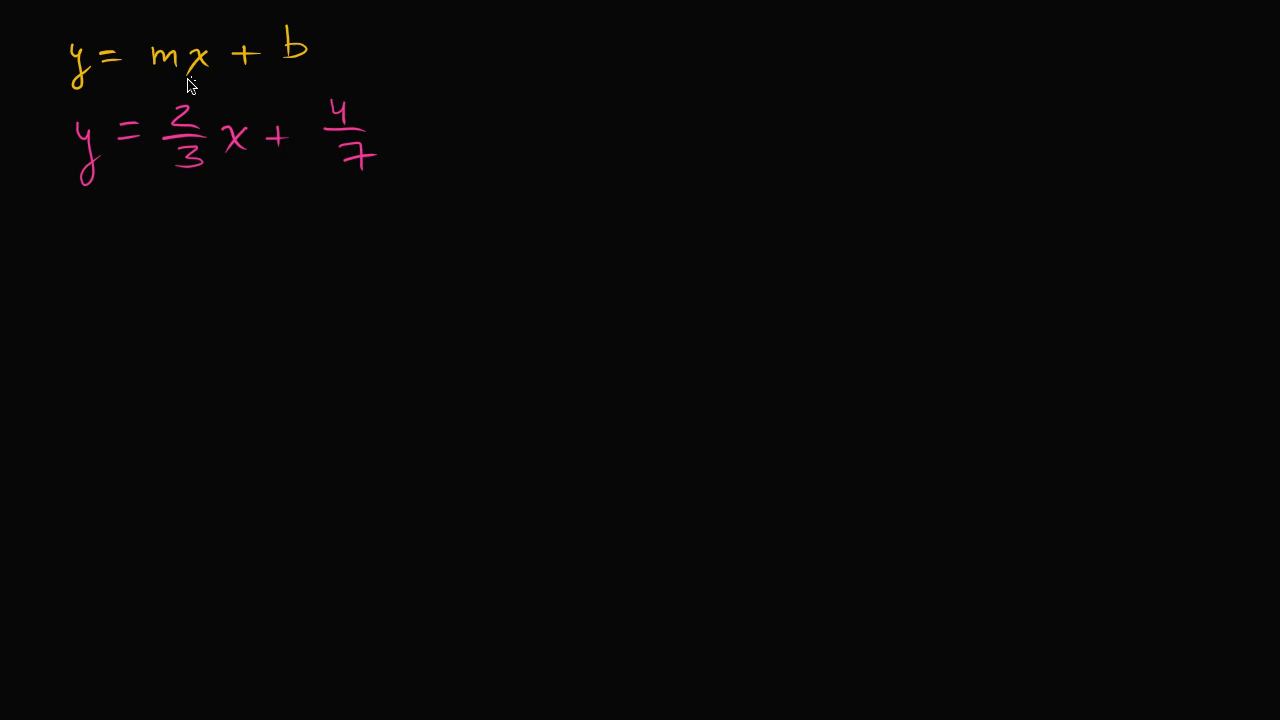 y = mx + b
y = 2/3 x + 4/7